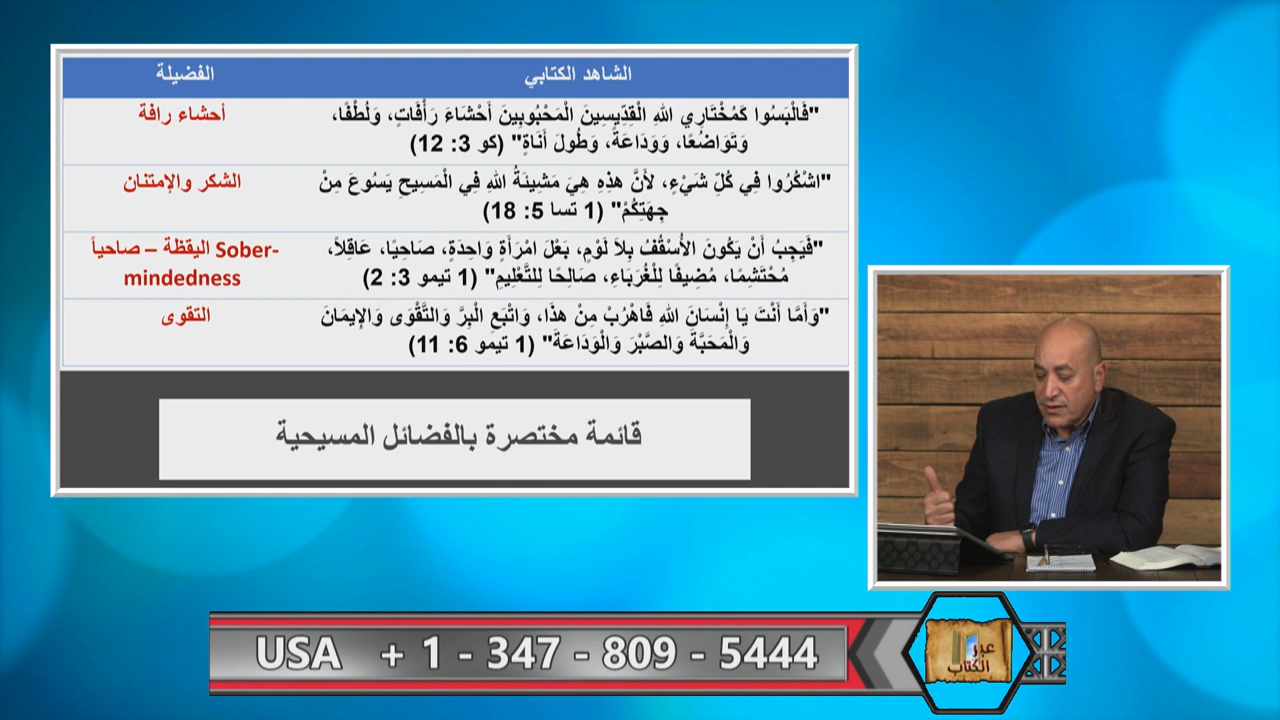 الشاهد الكتابي
الفضيلة
"فَالْبَسُوا كَمُخْتَارِي اللهِ الْقِدِّيسِينَ الْمَحْبُوبِينَ أَحْشَاءَ رَأْفَاتٍ، وَلُطْفًا،
وَتَوَاضُعًا، وَوَدَاعَةً، وَطُولَ أَنَاةٍ" (كو 3: 12)
أحشاء رافة
"اشْكُرُوا فِي كُلِّ شَيْءٍ، لأَنَّ هذِهِ هِيَ مَشِيئَةُ اللهِ فِي الْمَسِيحِ يَسُوعَ مِنْ
جِهَتِكُمْ" (1 تسا 5: 18)
الشكر والإمتنان
"فَيَجِبُ أَنْ يَكُونَ الأُسْقُفُ بِلاَ لَوْمٍ، بَعْلَ امْرَأَةٍ وَاحِدَةٍ، صَاحِيًا، عَاقِلاً،
مُحْتَشِمًا، مُضِيفًا لِلْغُرَبَاءِ، صَالِحًا لِلتَّعْلِيمِ" (1 تيمو 3: 2)
اليقظة – صاحياً Sober-
mindedness
"وَأَمَّا أَنْتَ يَا إِنْسَانَ اللهِ فَاهْرُبْ مِنْ هذَا، وَاتْبَعِ الْبِرَّ وَالتَّقْوَى وَالإِيمَانَ
وَالْمَحَبَّةَ وَالصَّبْرَ وَالْوَدَاعَةَ" (1 تيمو 6: 11)
التقوى
قائمة مختصرة بالفضائل المسيحية
USA + 1 - 347 - 809 - 5444
عبر
الكتاب